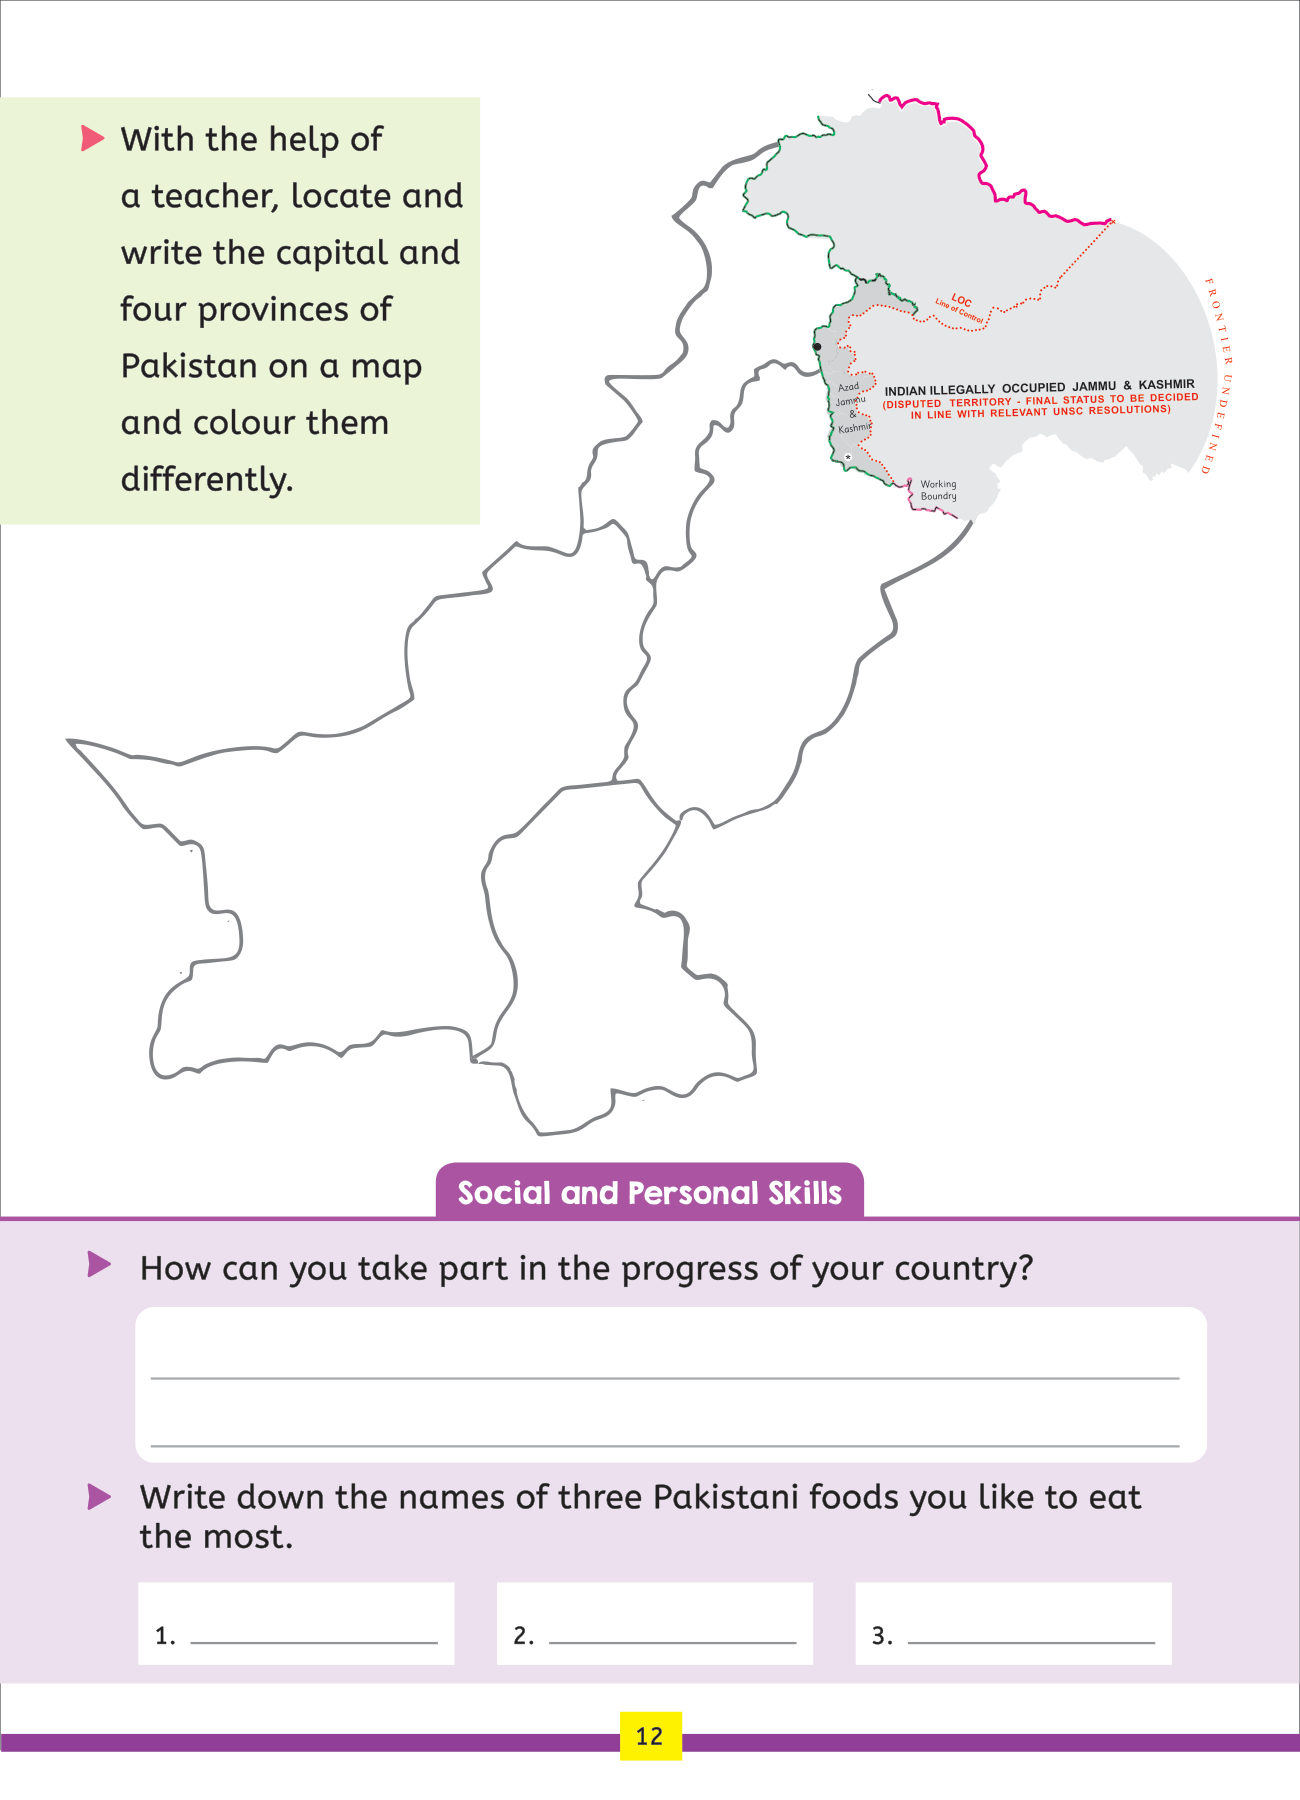 With the help of
a teacher, locate and
write the capital and
four provinces of
Pakistan on a map
and colour them
differently.
LOC
Line of Control
FRONTIER UNDEFINED
INDIAN ILLEGALLY OCCUPIED JAMMU & KASHMIR
(DISPUTED TERRITORY - FINAL STATUS TO BE DECIDED
IN LINE WITH RELEVANT UNSC RESOLUTIONS)
Azad
Jammu
&
Kashmir
Working
Boundry
Social and Personal Skills
How can you take part in the progress of your country?
Write down the names of three Pakistani foods you like to eat
the most.
1.
2.
3.
12